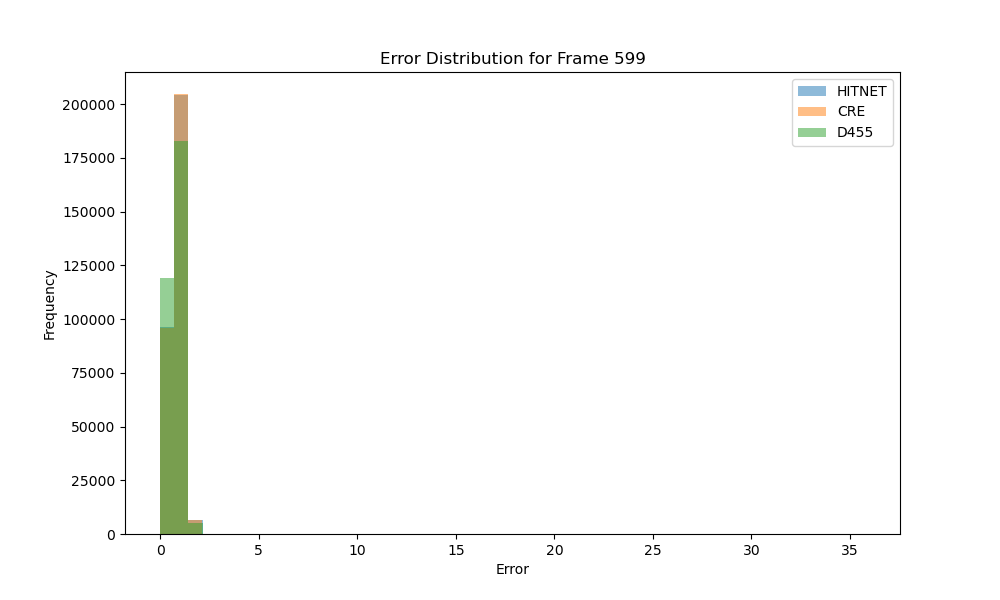 Error Distribution for Frame 599
HITNET
CRE
D455
Frequency
200000
175000
150000
125000
100000
75000
50000
25000
0
0 5 10 15 20 25 30 35
Error